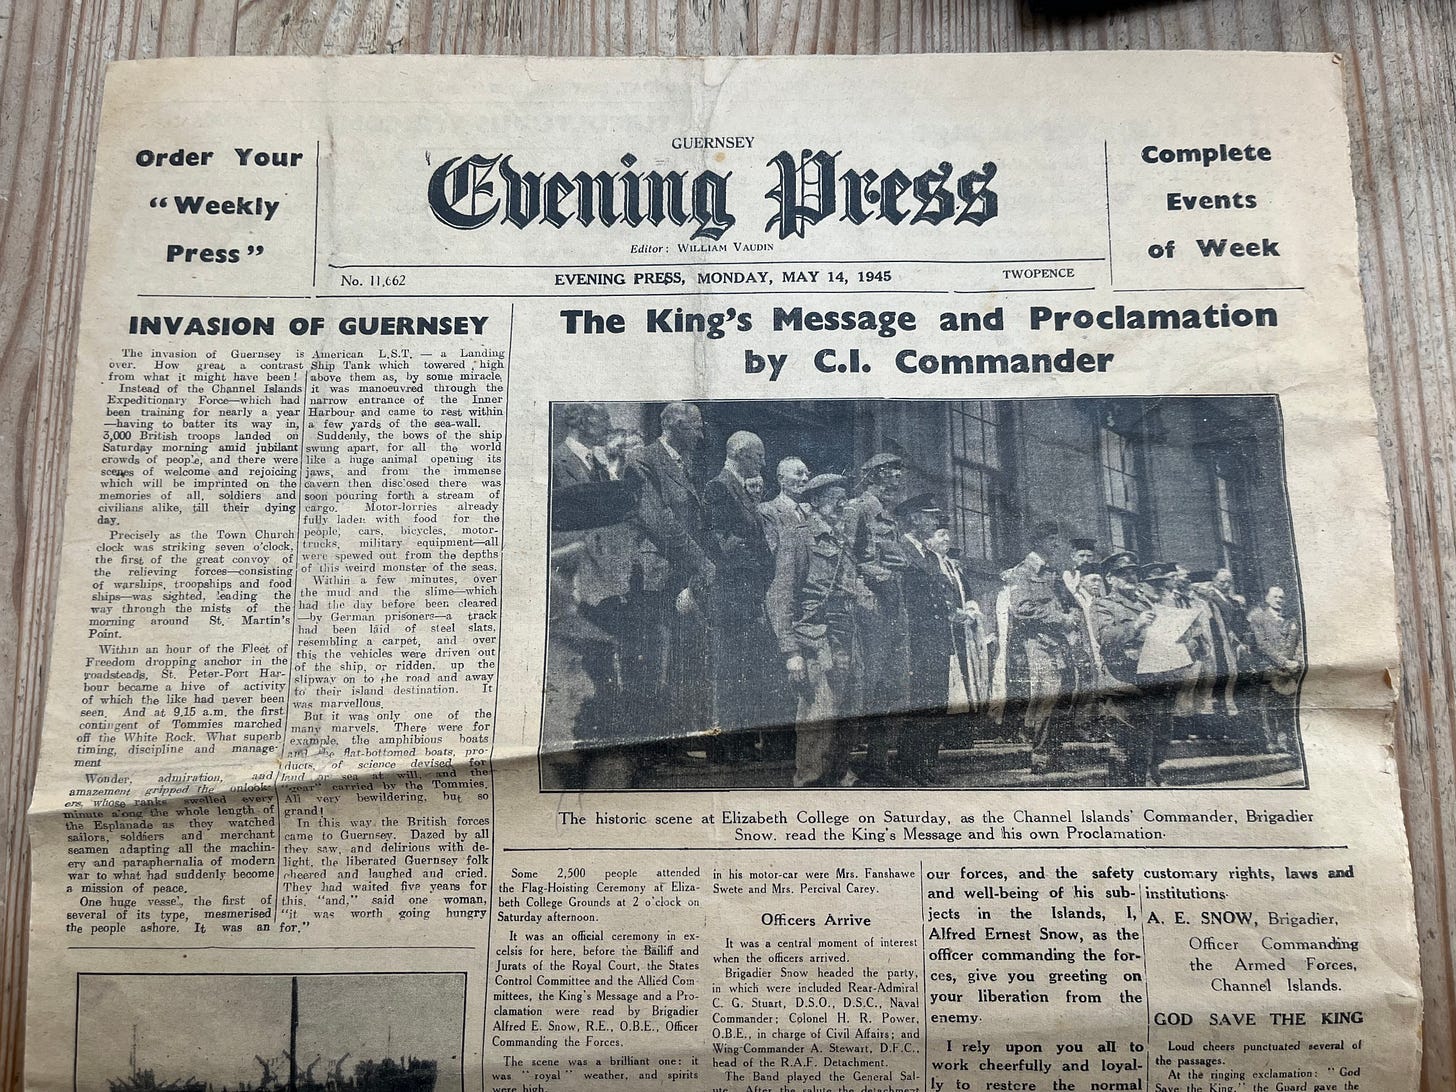 Order Your
“Weekly
Press”
GUERNSEY
Evening Press
Editor: WILLIAM VAUDIN
Complete
Events
of Week
No. 11,662
EVENING PRESS, MONDAY, MAY 14, 1945
TWOPENCE
INVASION OF GUERNSEY
The invasion of Guernsey is
over. How great a contrast
from what it might have been!
Instead of the Channel Islands
Expeditionary Force—which had
been training for nearly a year
—having to batter its way in,
3,000 British troops landed on
Saturday morning amid jubilant
crowds of people, and there were
scenes of welcome and rejoicing
which will be imprinted on the
memories of all, soldiers and
civilians alike, till their dying
day.
Precisely as the Town Church
clock was striking seven o'clock,
the first of the great convoy of
the relieving forces—consisting
of warships, troopships and food
ships—was sighted, leading the
way through the mists of the
morning around St. Martin's
Point.
Within an hour of the Fleet of
Freedom dropping anchor in the
roadsteads, St. Peter-Port Har-
bour became a hive of activity
of which the like had never been
seen. And at 9.15 a.m. the first
contingent of Tommies marched
off the White Rock. What superb
timing, discipline and manage-
ment
Wonder, admiration, and
amazement gripped the onlook-
ers, whose ranks swelled every
minute along the whole length of
the Esplanade as they watched
sailors, soldiers and merchant
seamen adapting all the machin-
ery and paraphernalia of modern
war to what had suddenly become
a mission of peace.
One huge vessel, the first of
several of its type, mesmerised
the people ashore. It was an
American L.S.T. — a Landing
Ship Tank which towered high
above them as, by some miracle,
it was manoeuvred through the
narrow entrance of the Inner
Harbour and came to rest within
a few yards of the sea-wall.
Suddenly, the bows of the ship
swung apart, for all the world
like a huge animal opening its
jaws, and from the immense
cavern then disclosed there was
soon pouring forth a stream of
cargo. Motor-lorries already
fully laden with food for the
people, cars, bicycles, motor-
trucks, military equipment—all
were spewed out from the depths
of this weird monster of the seas.
Within a few minutes, over
the mud and the slime—which
had the day before been cleared
—by German prisoners—a track
had been laid of steel slats,
resembling a carpet, and over
this the vehicles were driven out
of the ship, or ridden, up the
slipway on to the road and away
to their island destination. It
was marvellous.
But it was only one of the
many marvels. There were for
example, the amphibious boats
and the flat-bottomed boats, pro-
ducts, of science devised for
land or sea at will, and the
"gear" carried by the Tommies.
All very bewildering, but so
grand!
In this way the British forces
came to Guernsey. Dazed by all
they saw, and delirious with de-
light, the liberated Guernsey folk
cheered and laughed and cried.
They had waited five years for
this, "and," said one woman,
"it was worth going hungry
for."
The King's Message and Proclamation
by C.I. Commander
The historic scene at Elizabeth College on Saturday, as the Channel Islands' Commander, Brigadier
Snow. read the King's Message and his own Proclamation.
Some 2,500 people attended
the Flag-Hoisting Ceremony at Eliza-
beth College Grounds at 2 o'clock on
Saturday afternoon.
It was an official ceremony in ex-
celsis for here, before the Bailiff and
Jurats of the Royal Court, the States
Control Committee and the Allied Com-
mittees, the King's Message and a Pro-
clamation were read by Brigadier
Alfred E. Snow, R.E., O.B.E., Officer
Commanding the Forces.
The scene was a brilliant one: it
was "royal" weather, and spirits
were high.
in his motor-car were Mrs. Fanshawe
Swete and Mrs. Percival Carey.
Officers Arrive
It was a central moment of interest
when the officers arrived.
Brigadier Snow headed the party,
in which were included Rear-Admiral
C. G. Stuart, D.S.O., D.S.C., Naval
Commander; Colonel H. R. Power,
O.B.E., in charge of Civil Affairs; and
Wing-Commander A. Stewart, D.F.C.,
head of the R.A.F. Detachment.
The Band played the General Sal-
ute. After the salute the detachment
our forces, and the safety
and well-being of his sub-
jects in the Islands, I,
Alfred Ernest Snow, as the
officer commanding the for-
ces, give you greeting on
your liberation from the
enemy.
I rely upon you all to
work cheerfully and loyal-
ly to restore the normal
customary rights, laws and
institutions.
A. E. SNOW, Brigadier,
Officer Commanding
the Armed Forces,
Channel Islands.
GOD SAVE THE KING
Loud cheers punctuated several of
the passages.
At the ringing exclamation: "God
Save the King," the Guard gave the